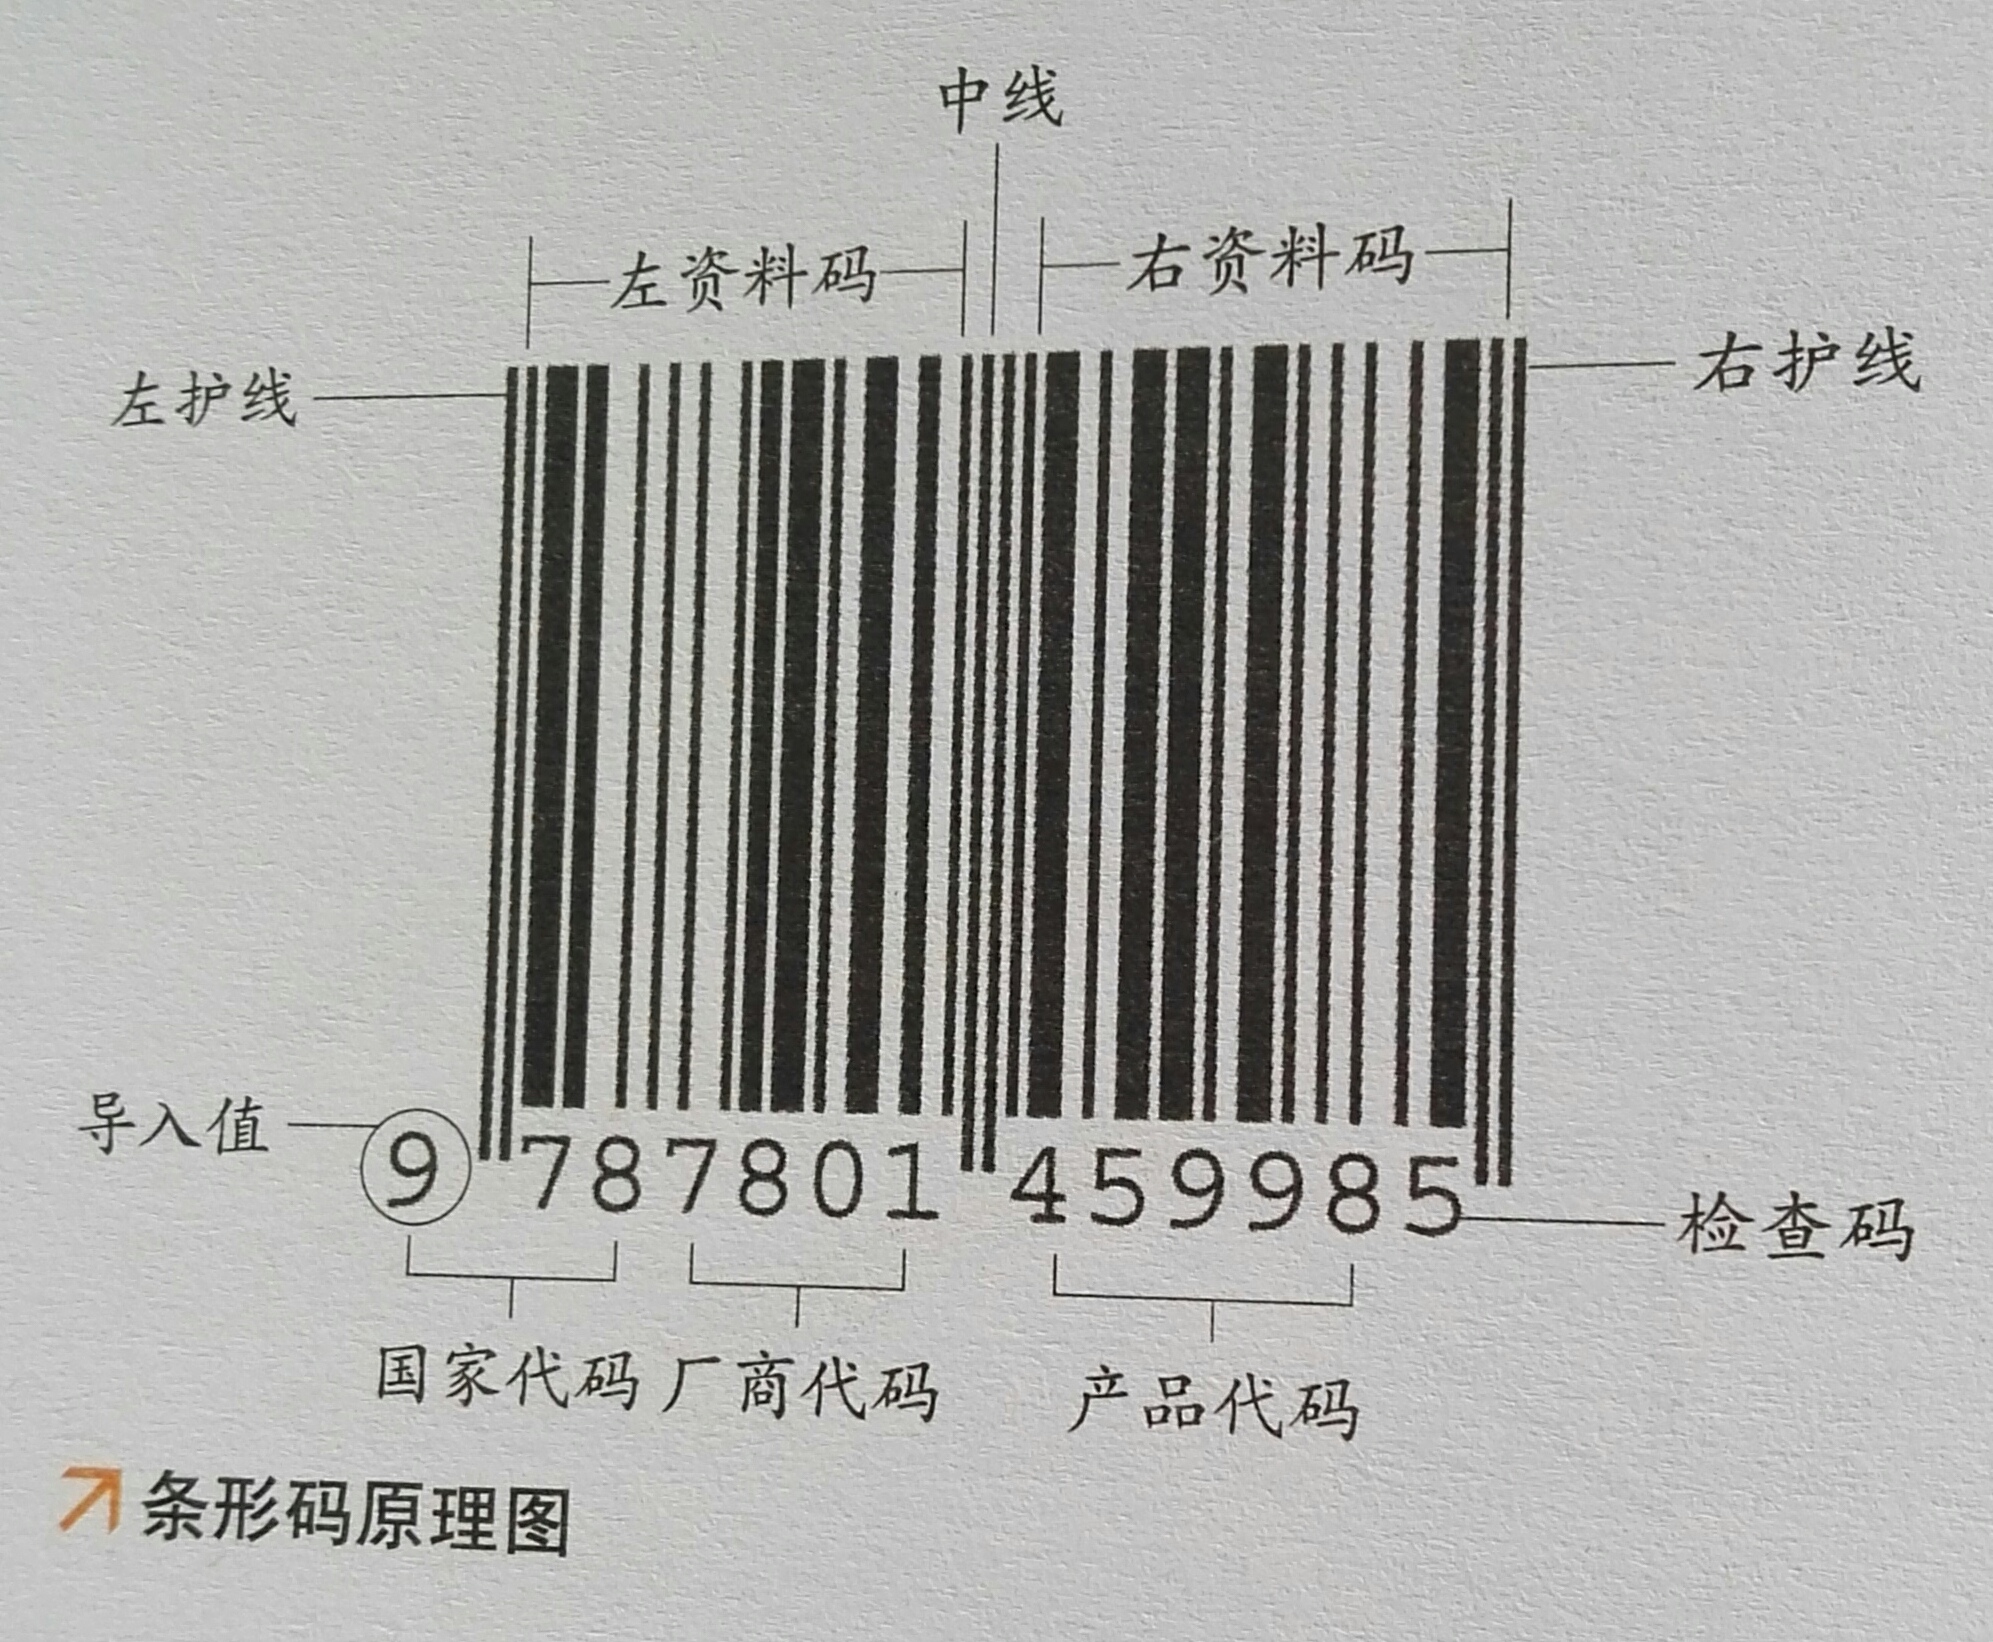 中线
左资料码
右资料码
左护线
右护线
导入值
9 787801 459985
检查码
国家代码 厂商代码 产品代码
条形码原理图